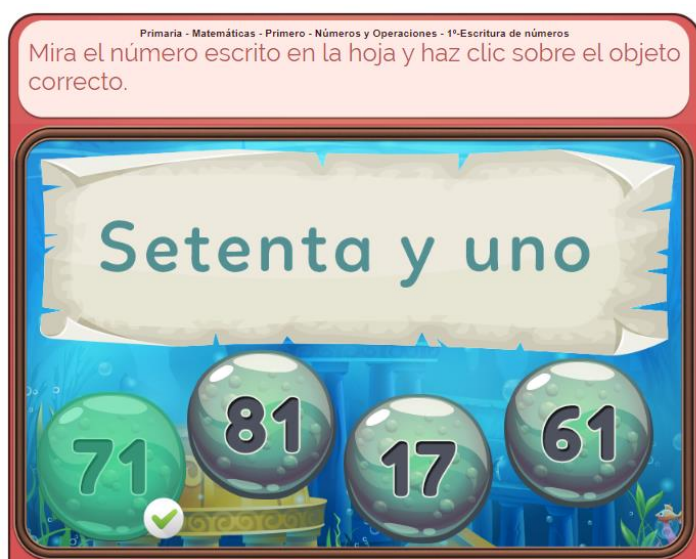 Primaria - Matemáticas - Primero - Números y Operaciones - 1º-Escritura de números
Mira el número escrito en la hoja y haz clic sobre el objeto
correcto.
Setenta y uno
71
81
17
61